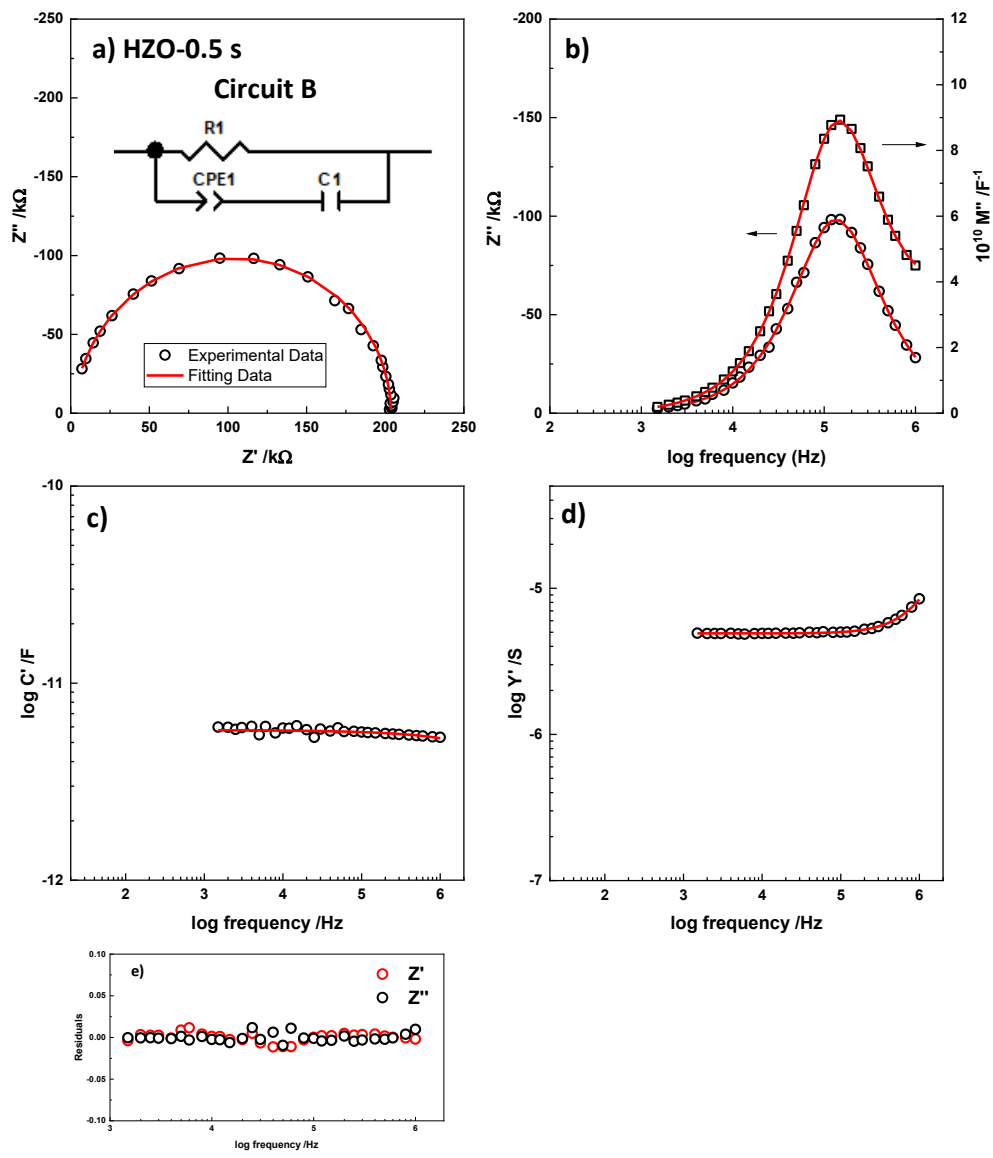 a) HZO-0.5 s
Circuit B
R1
CPE1
C1
Experimental Data
Fitting Data
Z'' /kΩ
-250
-200
-150
-100
-50
0
0
50
100
150
200
250
Z' /kΩ
b)
Z'' /kΩ
-200
-150
-100
-50
0
12
10
8
6
4
2
0
10^10 M'' /F^-1
2
3
4
5
6
log frequency (Hz)
c)
log C' /F
-10
-11
-12
2
3
4
5
6
log frequency /Hz
d)
log Y' /S
-5
-6
-7
2
3
4
5
6
log frequency /Hz
e)
Z'
Z''
Residuals
0.10
0.05
0.00
-0.05
-0.10
3
4
5
6
log frequency /Hz